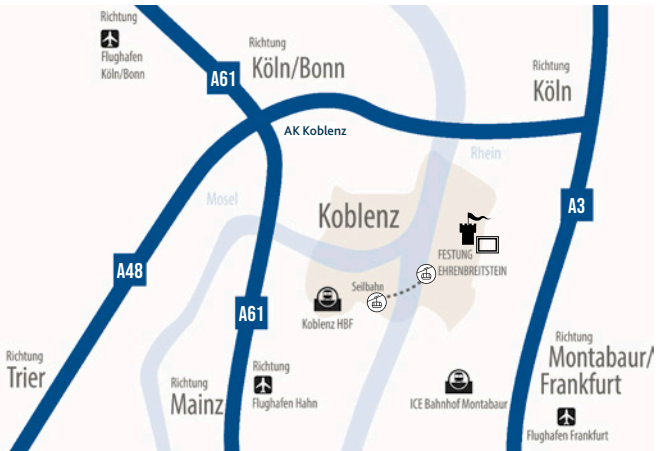 Richtung
Flughafen
Köln/Bonn
A61
Richtung
Köln/Bonn
Richtung
Köln
AK Koblenz
Rhein
Mosel
Koblenz
A3
FESTUNG
EHRENBREITSTEIN
A48
Seilbahn
A61
Koblenz HBF
Richtung
Trier
Richtung
Mainz
Richtung
Flughafen Hahn
ICE Bahnhof Montabaur
Richtung
Montabaur/
Frankfurt
Flughafen Frankfurt